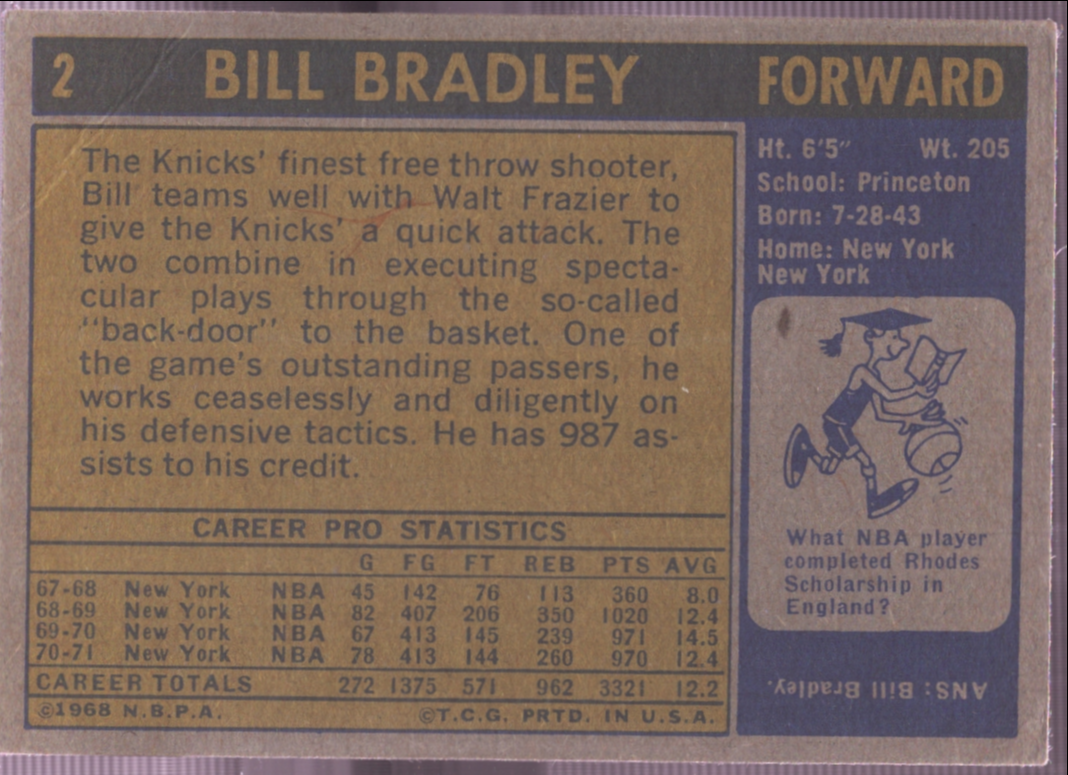 2 BILL BRADLEY FORWARD
The Knicks' finest free throw shooter,
Bill teams well with Walt Frazier to
give the Knicks' a quick attack. The
two combine in executing specta-
cular plays through the so-called
"back-door" to the basket. One of
the game's outstanding passers, he
works ceaselessly and diligently on
his defensive tactics. He has 987 as-
sists to his credit.
CAREER PRO STATISTICS
G FG FT REB PTS AVG
67-68 New York NBA 45 142 76 113 360 8.0
68-69 New York NBA 82 407 206 350 1020 12.4
69-70 New York NBA 67 413 145 239 971 14.5
70-71 New York NBA 78 413 144 260 970 12.4
CAREER TOTALS 272 1375 571 962 3321 12.2
©1968 N.B.P.A. ©T.C.G. PRTD. IN U.S.A.
Ht. 6'5" Wt. 205
School: Princeton
Born: 7-28-43
Home: New York
New York
What NBA player
completed Rhodes
Scholarship in
England?
ANS: Bill Bradley.